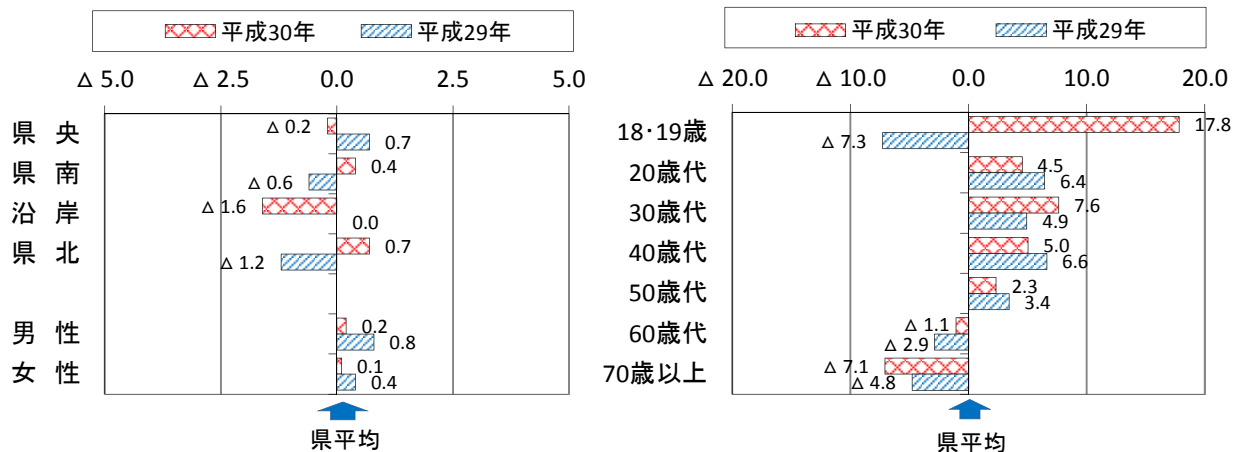 平成30年 平成29年
△ 5.0 △ 2.5 0.0 2.5 5.0
県 央 △ 0.2 0.7
県 南 0.4 △ 0.6
沿 岸 △ 1.6 0.0
県 北 0.7 △ 1.2
男 性 0.2 0.8
女 性 0.1 0.4
県平均
平成30年 平成29年
△ 20.0 △ 10.0 0.0 10.0 20.0
18・19歳 17.8 △ 7.3
20歳代 4.5 6.4
30歳代 7.6 4.9
40歳代 5.0 6.6
50歳代 2.3 3.4
60歳代 △ 1.1 △ 2.9
70歳以上 △ 7.1 △ 4.8
県平均